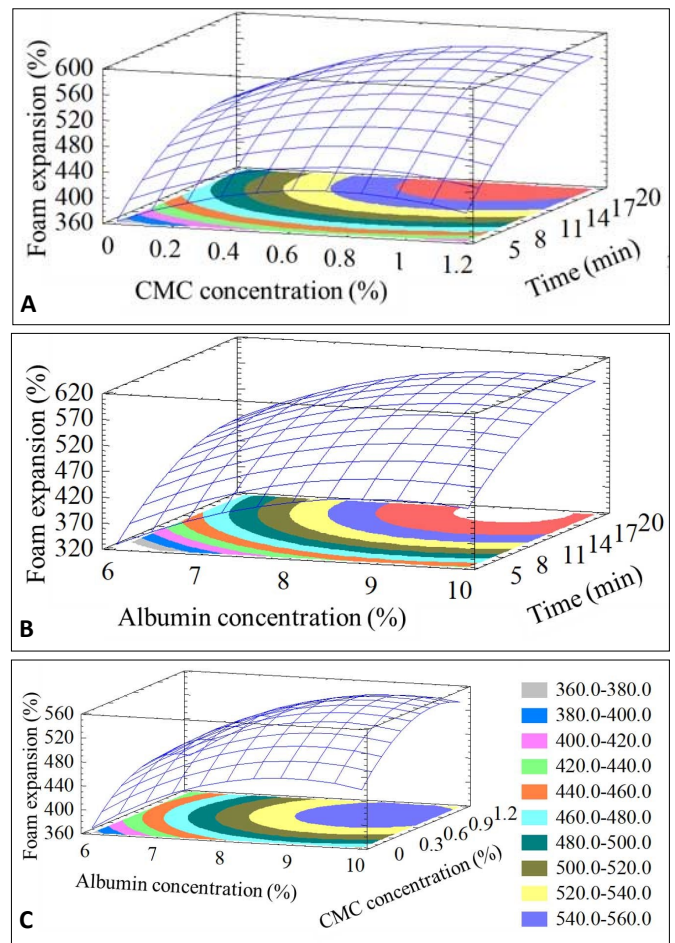 Foam expansion (%)
600
560
520
480
440
400
360
0 0.2 0.4 0.6 0.8 1 1.2
CMC concentration (%)
5 8 11 14 17 20
Time (min)
A
Foam expansion (%)
620
570
520
470
420
370
320
6 7 8 9 10
Albumin concentration (%)
5 8 11 14 17 20
Time (min)
B
Foam expansion (%)
560
520
480
440
400
360
6 7 8 9 10
Albumin concentration (%)
0 0.3 0.6 0.9 1.2
CMC concentration (%)
C
360.0-380.0
380.0-400.0
400.0-420.0
420.0-440.0
440.0-460.0
460.0-480.0
480.0-500.0
500.0-520.0
520.0-540.0
540.0-560.0